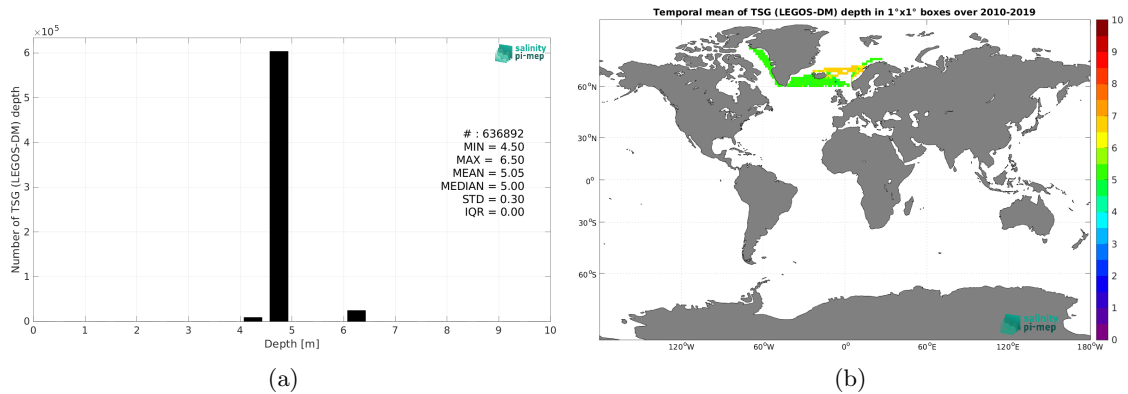 Number of TSG (LEGOS-DM) depth
×10⁵
6
5
4
3
2
1
0
0 1 2 3 4 5 6 7 8 9 10
Depth [m]
salinity
pi-mep
# : 636892
MIN = 4.50
MAX = 6.50
MEAN = 5.05
MEDIAN = 5.00
STD = 0.30
IQR = 0.00
(a)
Temporal mean of TSG (LEGOS-DM) depth in 1°x1° boxes over 2010-2019
60°N
30°N
0°
30°S
60°S
120°W 60°W 0° 60°E 120°E 180°W
salinity
pi-mep
10
9
8
7
6
5
4
3
2
1
0
(b)